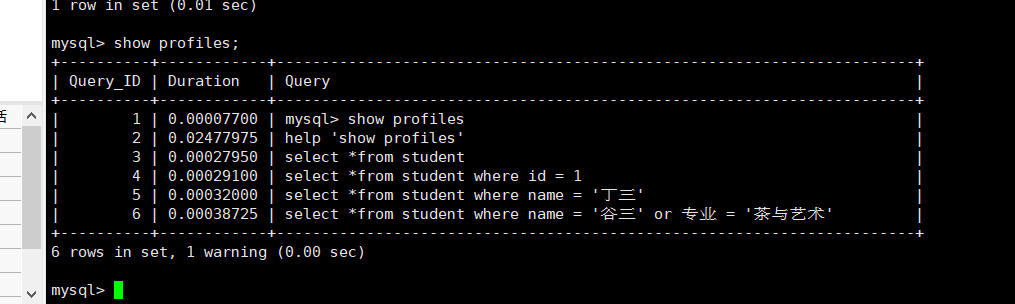 1 row in set (0.01 sec)
mysql> show profiles;
+----------+------------+----------------------------------------------------------------------+
| Query_ID | Duration   | Query                                                                |
+----------+------------+----------------------------------------------------------------------+
|        1 | 0.00007700 | mysql> show profiles                                                 |
|        2 | 0.02477975 | help 'show profiles'                                                 |
|        3 | 0.00027950 | select *from student                                                 |
|        4 | 0.00029100 | select *from student where id = 1                                    |
|        5 | 0.00032000 | select *from student where name = '丁三'                              |
|        6 | 0.00038725 | select *from student where name = '谷三' or 专业 = '茶与艺术'         |
+----------+------------+----------------------------------------------------------------------+
6 rows in set, 1 warning (0.00 sec)
mysql>